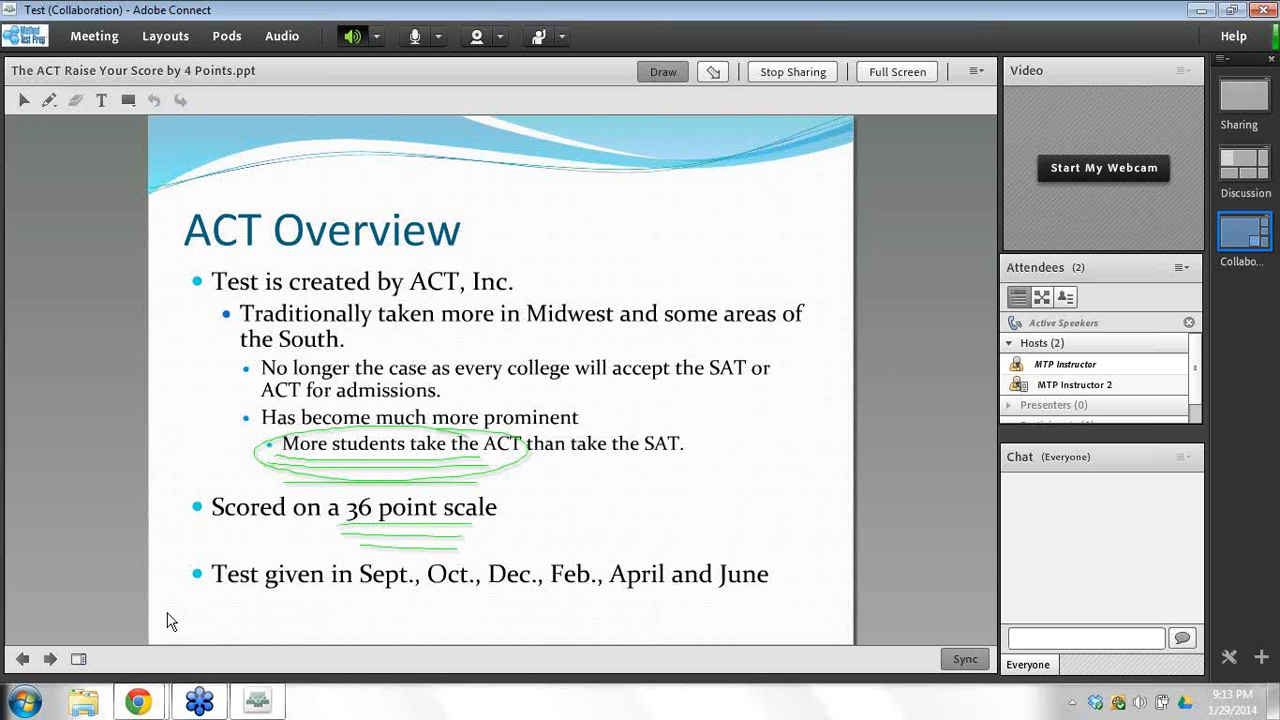 Test (Collaboration) - Adobe Connect
Method Test Prep
Meeting Layouts Pods Audio Help
The ACT Raise Your Score by 4 Points.ppt
Draw Stop Sharing Full Screen
Video
Start My Webcam
Sharing
Discussion
Collabo...
ACT Overview
Test is created by ACT, Inc.
Traditionally taken more in Midwest and some areas of
the South.
No longer the case as every college will accept the SAT or
ACT for admissions.
Has become much more prominent
More students take the ACT than take the SAT.
Scored on a 36 point scale
Test given in Sept., Oct., Dec., Feb., April and June
Attendees (2)
Active Speakers
Hosts (2)
MTP Instructor
MTP Instructor 2
Presenters (0)
Chat (Everyone)
Everyone
Sync
9:13 PM
1/29/2014